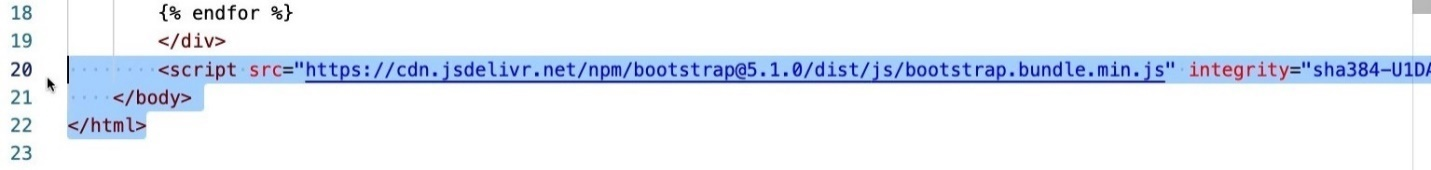 18 {% endfor %}
19 </div>
20 <script src="https://cdn.jsdelivr.net/npm/bootstrap@5.1.0/dist/js/bootstrap.bundle.min.js" integrity="sha384-U1DA
21 </body>
22 </html>
23